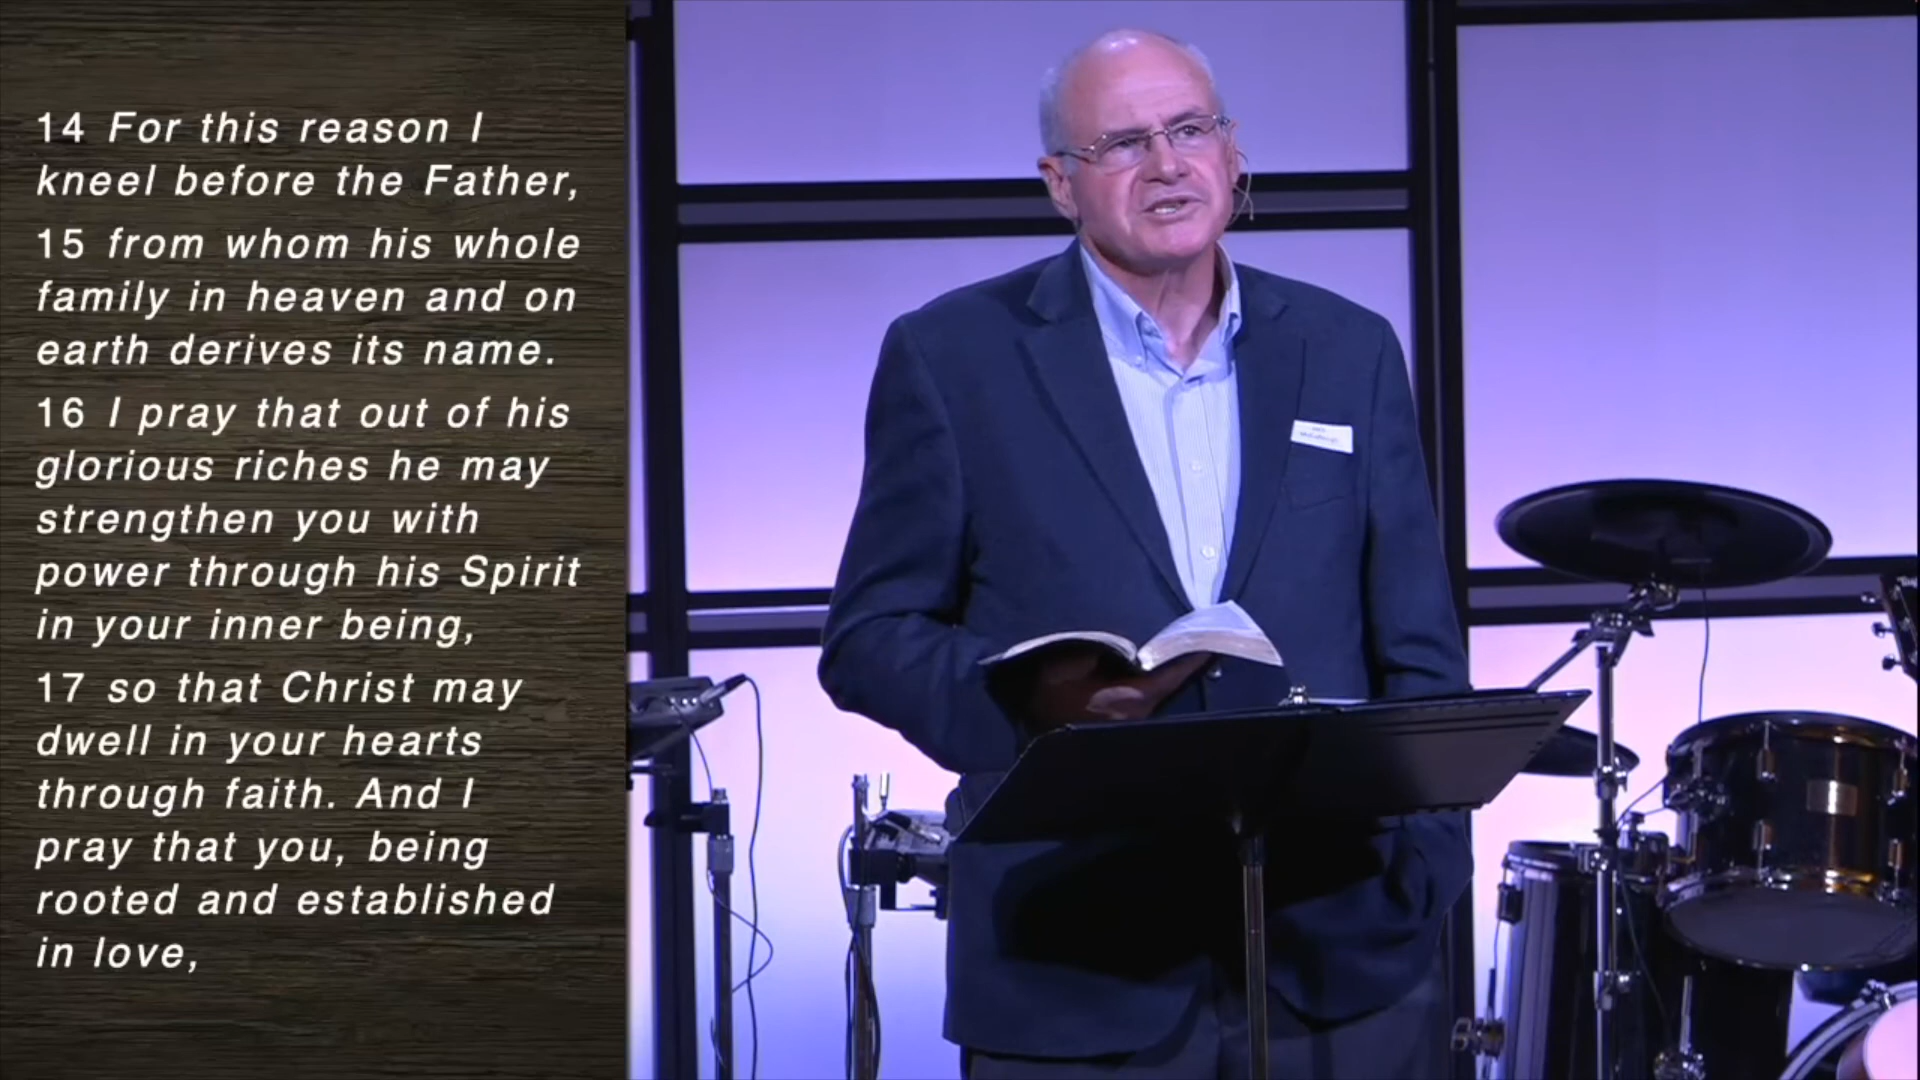 14 For this reason I
kneel before the Father,
15 from whom his whole
family in heaven and on
earth derives its name.
16 I pray that out of his
glorious riches he may
strengthen you with
power through his Spirit
in your inner being,
17 so that Christ may
dwell in your hearts
through faith. And I
pray that you, being
rooted and established
in love,